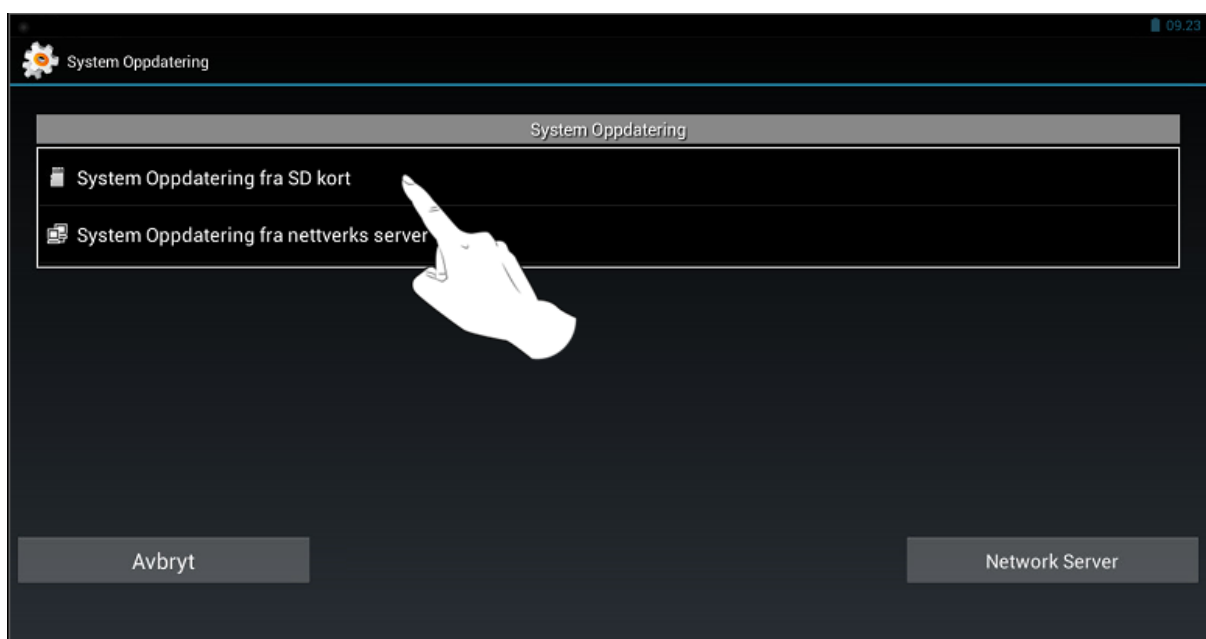 09.23
System Oppdatering
System Oppdatering
System Oppdatering fra SD kort
System Oppdatering fra nettverks server
Avbryt
Network Server